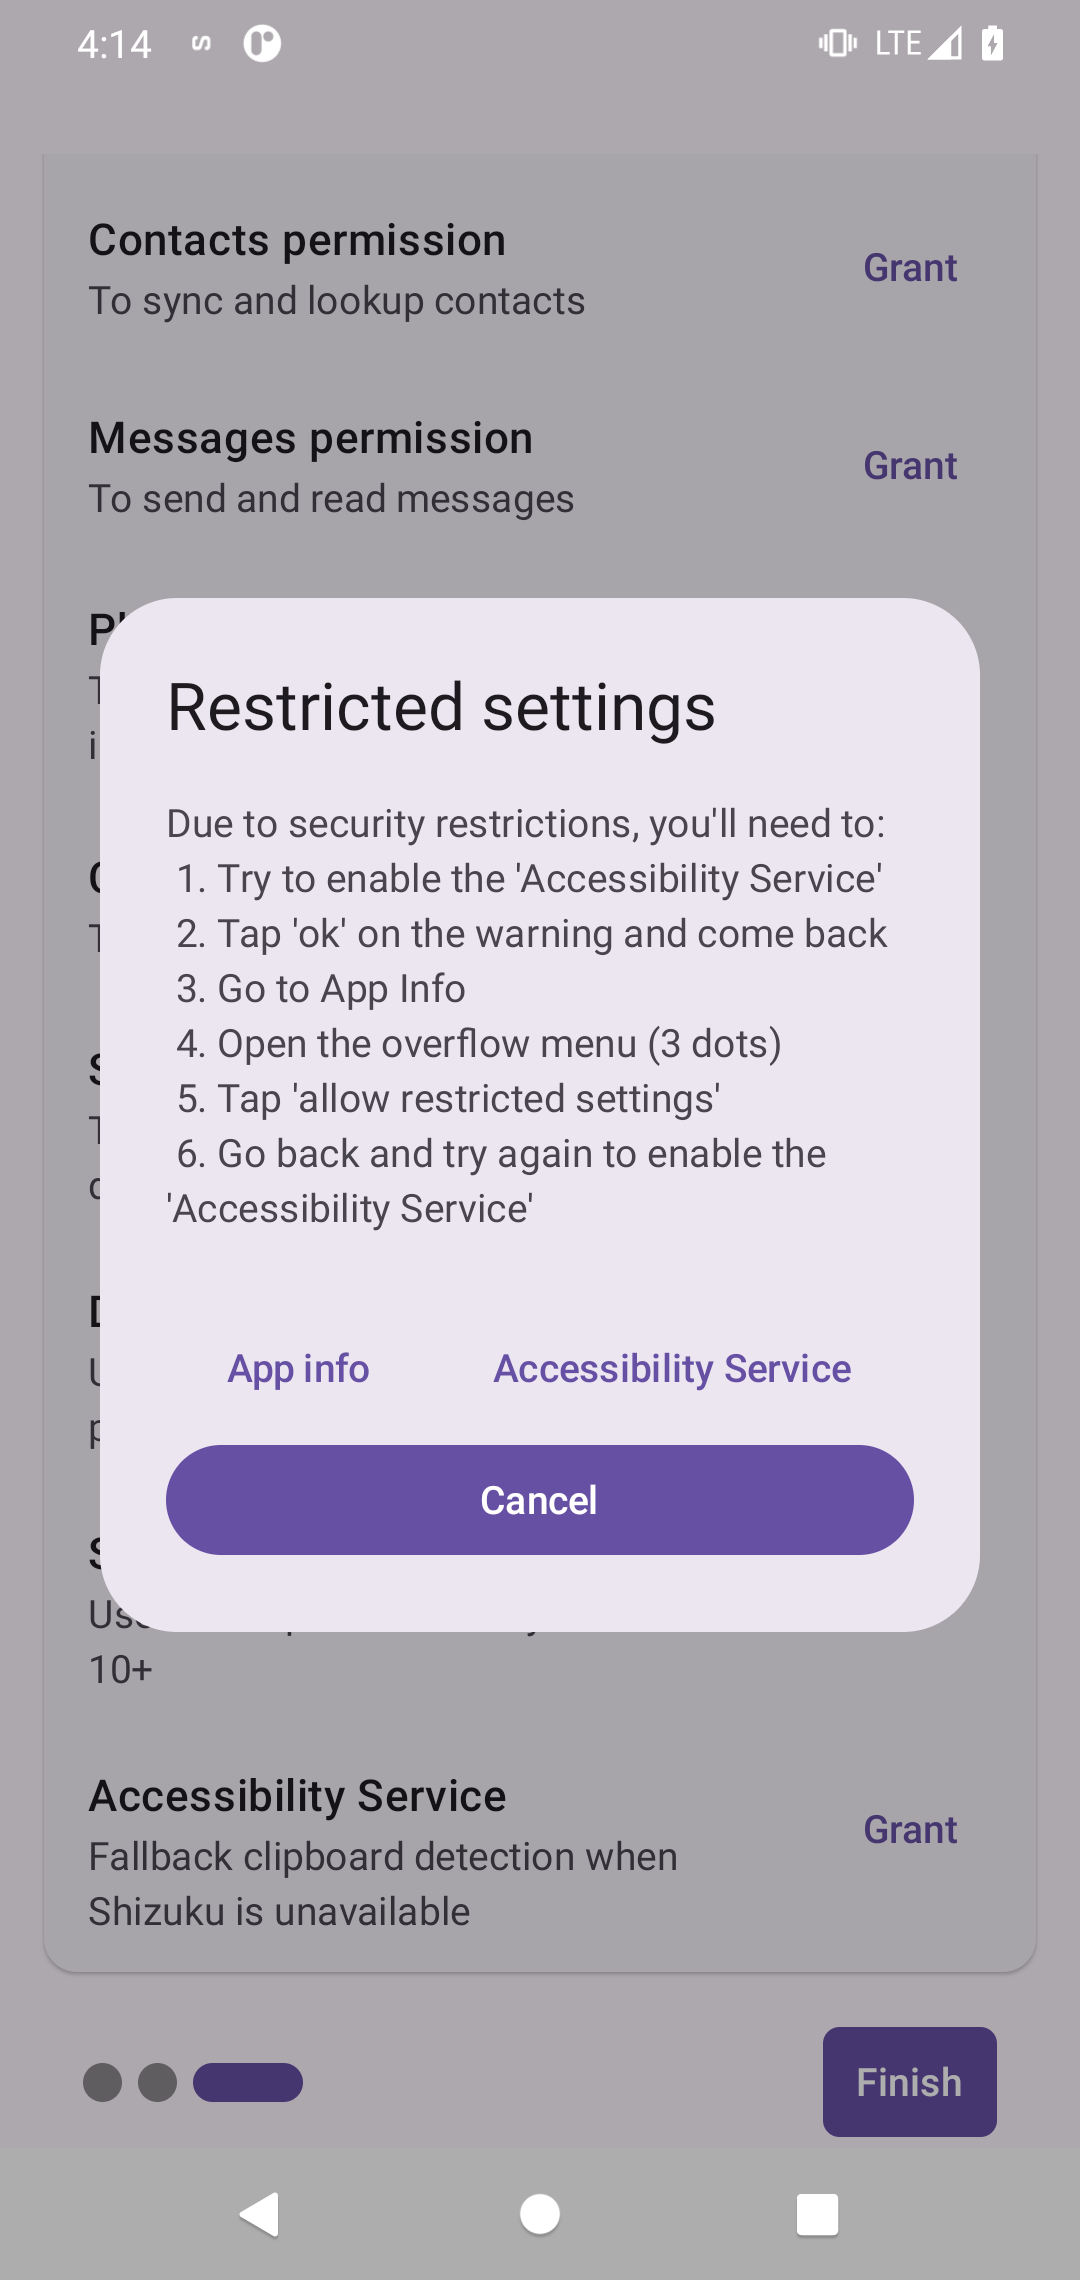 4:14
LTE
Contacts permission
To sync and lookup contacts
Grant
Messages permission
To send and read messages
Grant
Restricted settings
Due to security restrictions, you'll need to:
1. Try to enable the 'Accessibility Service'
2. Tap 'ok' on the warning and come back
3. Go to App Info
4. Open the overflow menu (3 dots)
5. Tap 'allow restricted settings'
6. Go back and try again to enable the
'Accessibility Service'
App info
Accessibility Service
Cancel
10+
Accessibility Service
Fallback clipboard detection when
Shizuku is unavailable
Grant
Finish